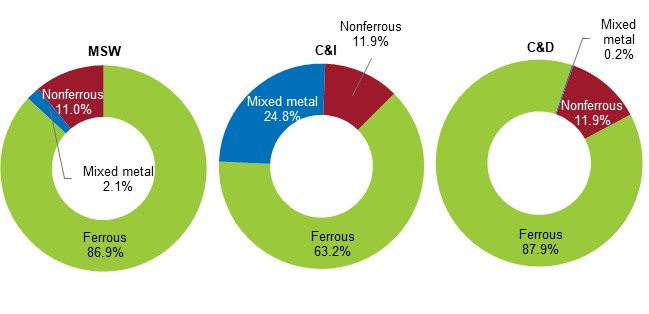 MSW
Nonferrous
11.0%
Mixed metal
2.1%
Ferrous
86.9%
C&I
Nonferrous
11.9%
Mixed metal
24.8%
Ferrous
63.2%
C&D
Mixed
metal
0.2%
Nonferrous
11.9%
Ferrous
87.9%